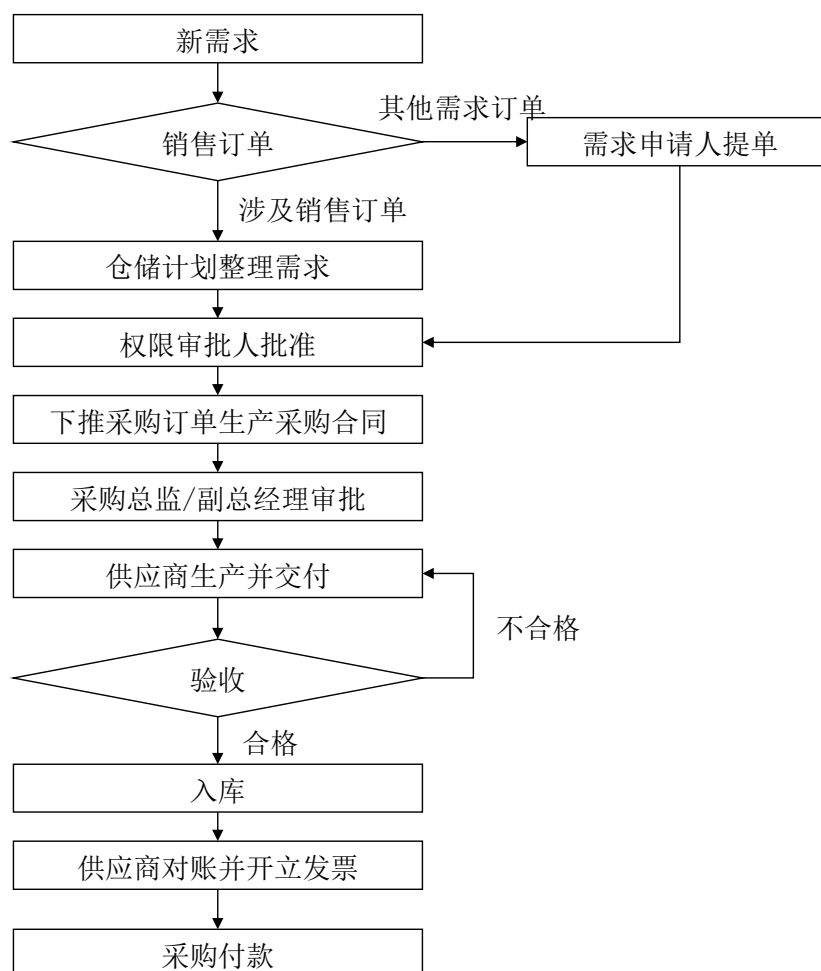 新需求
其他需求订单
销售订单
需求申请人提单
涉及销售订单
仓储计划整理需求
权限审批人批准
下推采购订单生产采购合同
采购总监/副总经理审批
供应商生产并交付
不合格
验收
合格
入库
供应商对账并开立发票
采购付款